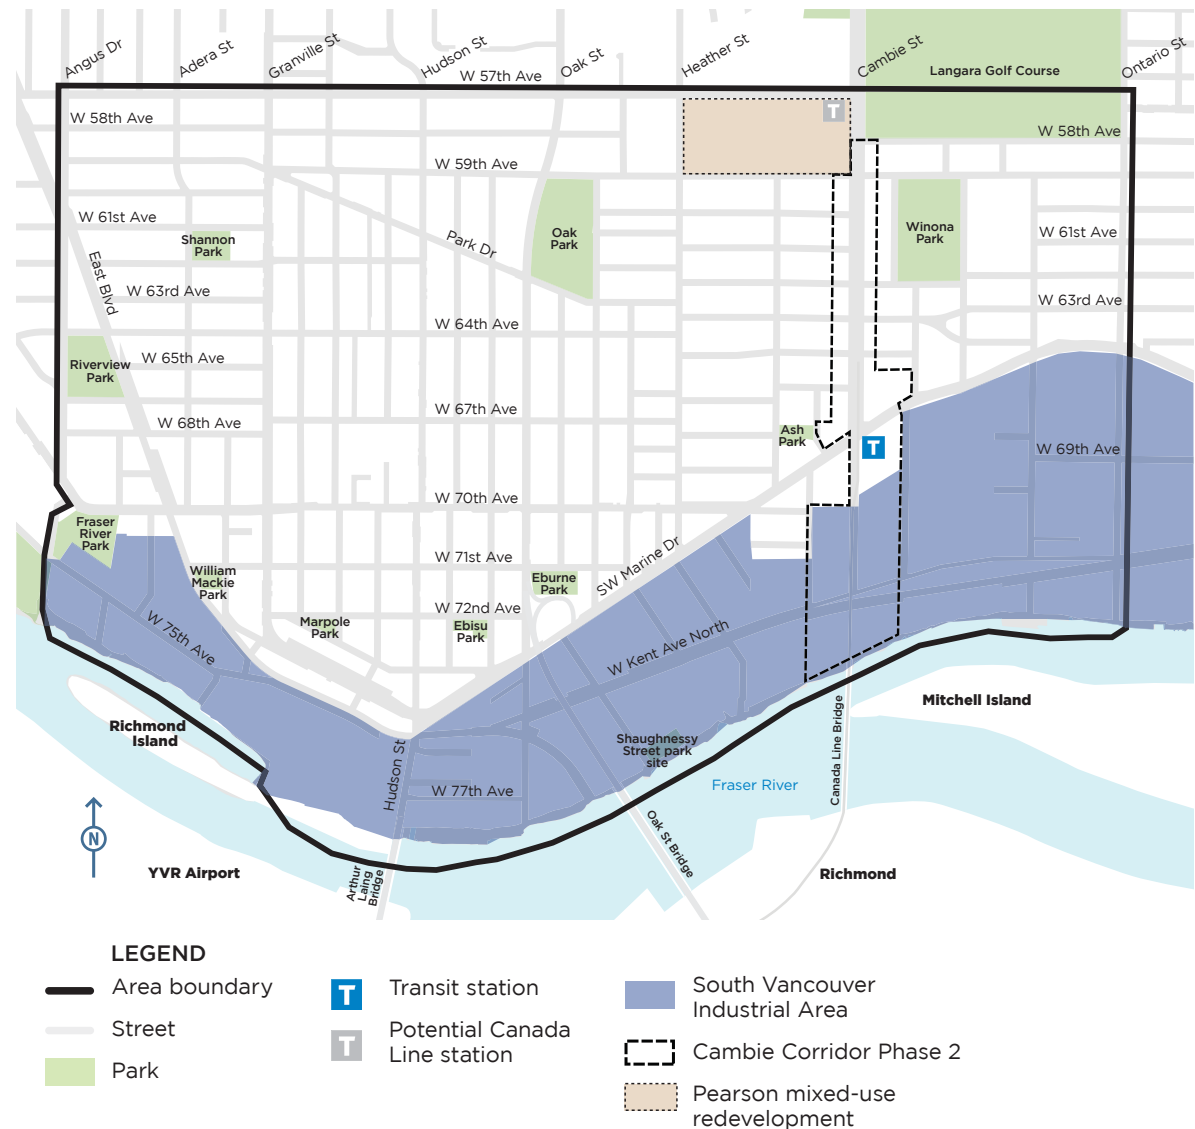 Angus Dr
Adera St
Granville St
Hudson St
W 57th Ave
Oak St
Heather St
Cambie St
Langara Golf Course
Ontario St
W 58th Ave
T
W 58th Ave
W 59th Ave
W 61st Ave
Shannon
Park
Park Dr
Oak
Park
Winona
Park
W 61st Ave
East Blvd
W 63rd Ave
W 63rd Ave
W 64th Ave
Riverview
Park
W 65th Ave
W 67th Ave
W 68th Ave
Ash
Park
T
W 69th Ave
W 70th Ave
Fraser
River
Park
W 71st Ave
SW Marine Dr
William
Mackie
Park
Eburne
Park
W 72nd Ave
Marpole
Park
Ebisu
Park
W 75th Ave
W Kent Ave North
Mitchell Island
Richmond
Island
Shaughnessy
Street park
site
Canada Line Bridge
Hudson St
W 77th Ave
Fraser River
N
Oak St Bridge
YVR Airport
Arthur
Laing
Bridge
Richmond
LEGEND
Area boundary
Street
Park
T Transit station
T Potential Canada
Line station
South Vancouver
Industrial Area
Cambie Corridor Phase 2
Pearson mixed-use
redevelopment